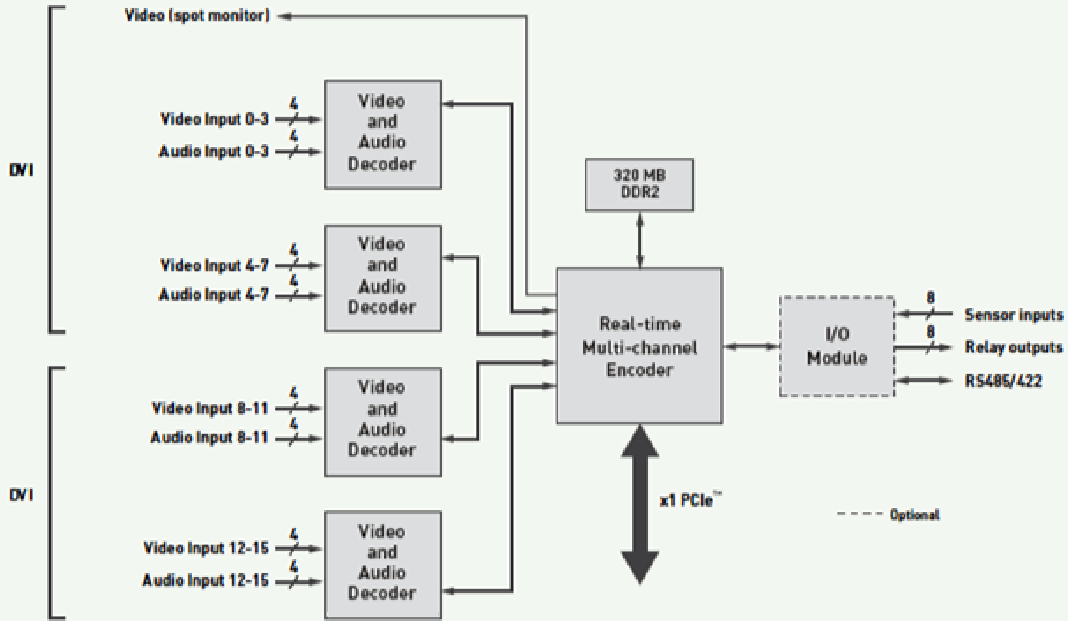 Video (spot monitor)
DVI
4
Video Input 0-3
4
Audio Input 0-3
Video
and
Audio
Decoder
4
Video Input 4-7
4
Audio Input 4-7
Video
and
Audio
Decoder
320 MB
DDR2
Real-time
Multi-channel
Encoder
I/O
Module
8
Sensor inputs
8
Relay outputs
RS485/422
DVI
4
Video Input 8-11
4
Audio Input 8-11
Video
and
Audio
Decoder
4
Video Input 12-15
4
Audio Input 12-15
Video
and
Audio
Decoder
x1 PCIe™
Optional